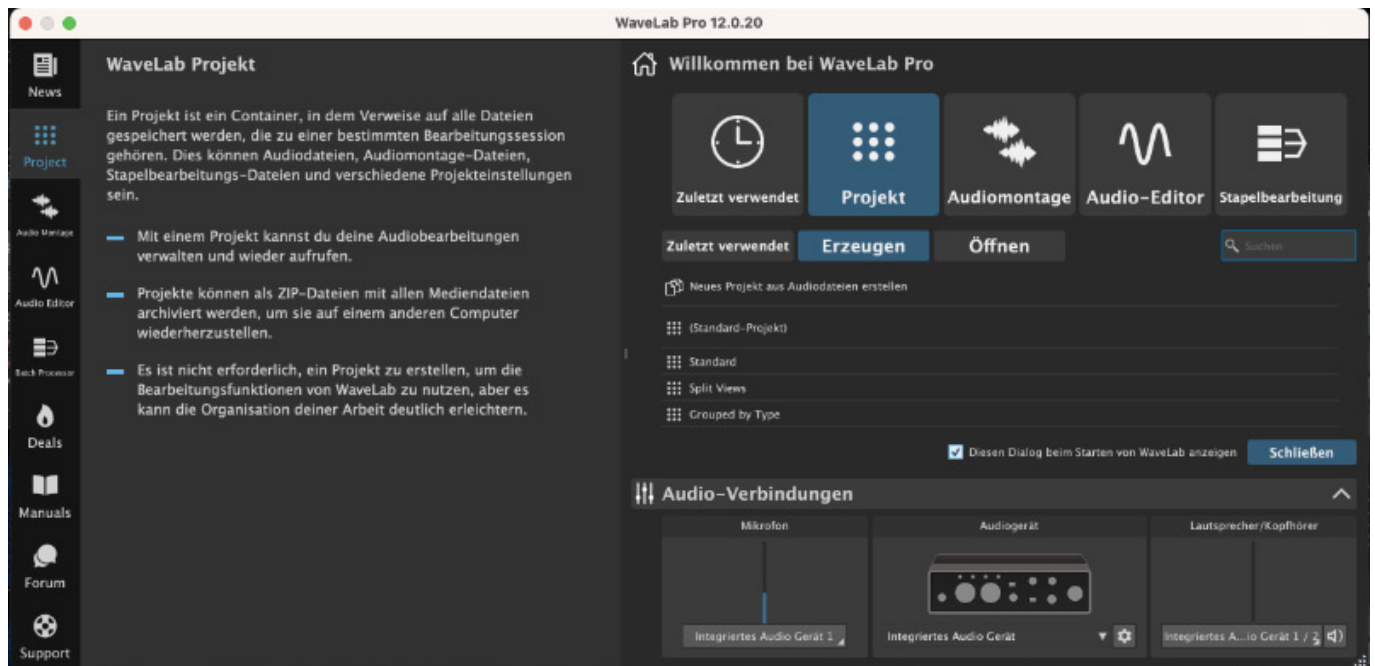 WaveLab Pro 12.0.20
News
Project
Audio Montage
Audio Editor
Batch Processor
Deals
Manuals
Forum
Support
WaveLab Projekt
Ein Projekt ist ein Container, in dem Verweise auf alle Dateien
gespeichert werden, die zu einer bestimmten Bearbeitungssession
gehören. Dies können Audiodateien, Audiomontage-Dateien,
Stapelbearbeitungs-Dateien und verschiedene Projekteinstellungen
sein.
Mit einem Projekt kannst du deine Audiobearbeitungen
verwalten und wieder aufrufen.
Projekte können als ZIP-Dateien mit allen Mediendateien
archiviert werden, um sie auf einem anderen Computer
wiederherzustellen.
Es ist nicht erforderlich, ein Projekt zu erstellen, um die
Bearbeitungsfunktionen von WaveLab zu nutzen, aber es
kann die Organisation deiner Arbeit deutlich erleichtern.
Willkommen bei WaveLab Pro
Zuletzt verwendet Projekt Audiomontage Audio-Editor Stapelbearbeitung
Zuletzt verwendet Erzeugen Öffnen Suchen
Neues Projekt aus Audiodateien erstellen
(Standard-Projekt)
Standard
Split Views
Grouped by Type
Diesen Dialog beim Starten von WaveLab anzeigen Schließen
Audio-Verbindungen
Mikrofon Audiogerät Lautsprecher/Kopfhörer
Integriertes Audio Gerät 1 Integriertes Audio Gerät Integriertes A...io Gerät 1 / 2